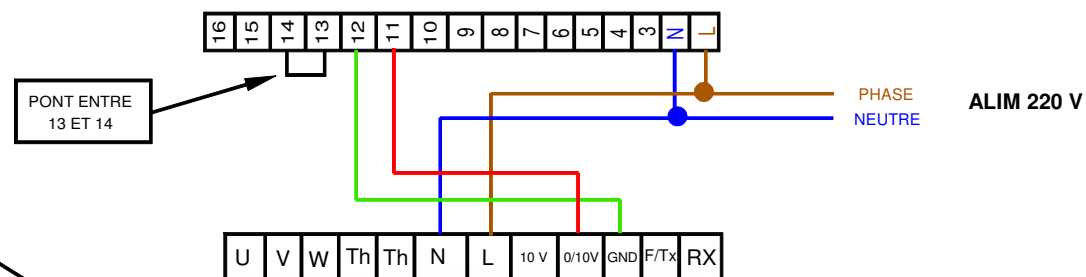 16 15 14 13 12 11 10 9 8 7 6 5 4 3 N L
PONT ENTRE
13 ET 14
PHASE
NEUTRE
ALIM 220 V
U V W Th Th N L 10 V 0/10V GND F/Tx RX